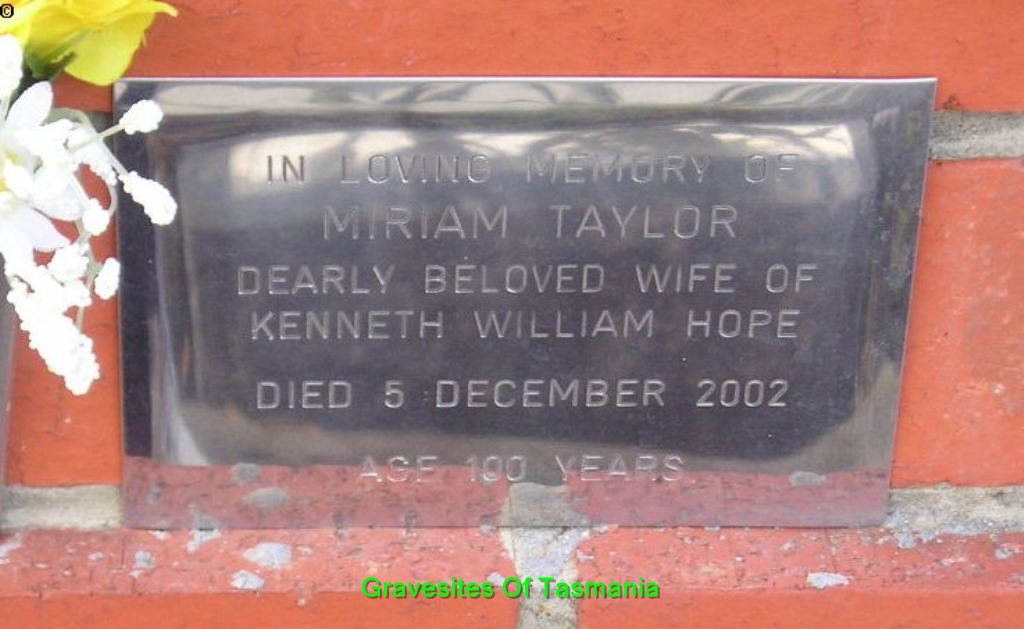 ©
IN LOVING MEMORY OF
MIRIAM TAYLOR
DEARLY BELOVED WIFE OF
KENNETH WILLIAM HOPE
DIED 5 DECEMBER 2002
AGE 100 YEARS
Gravesites Of Tasmania